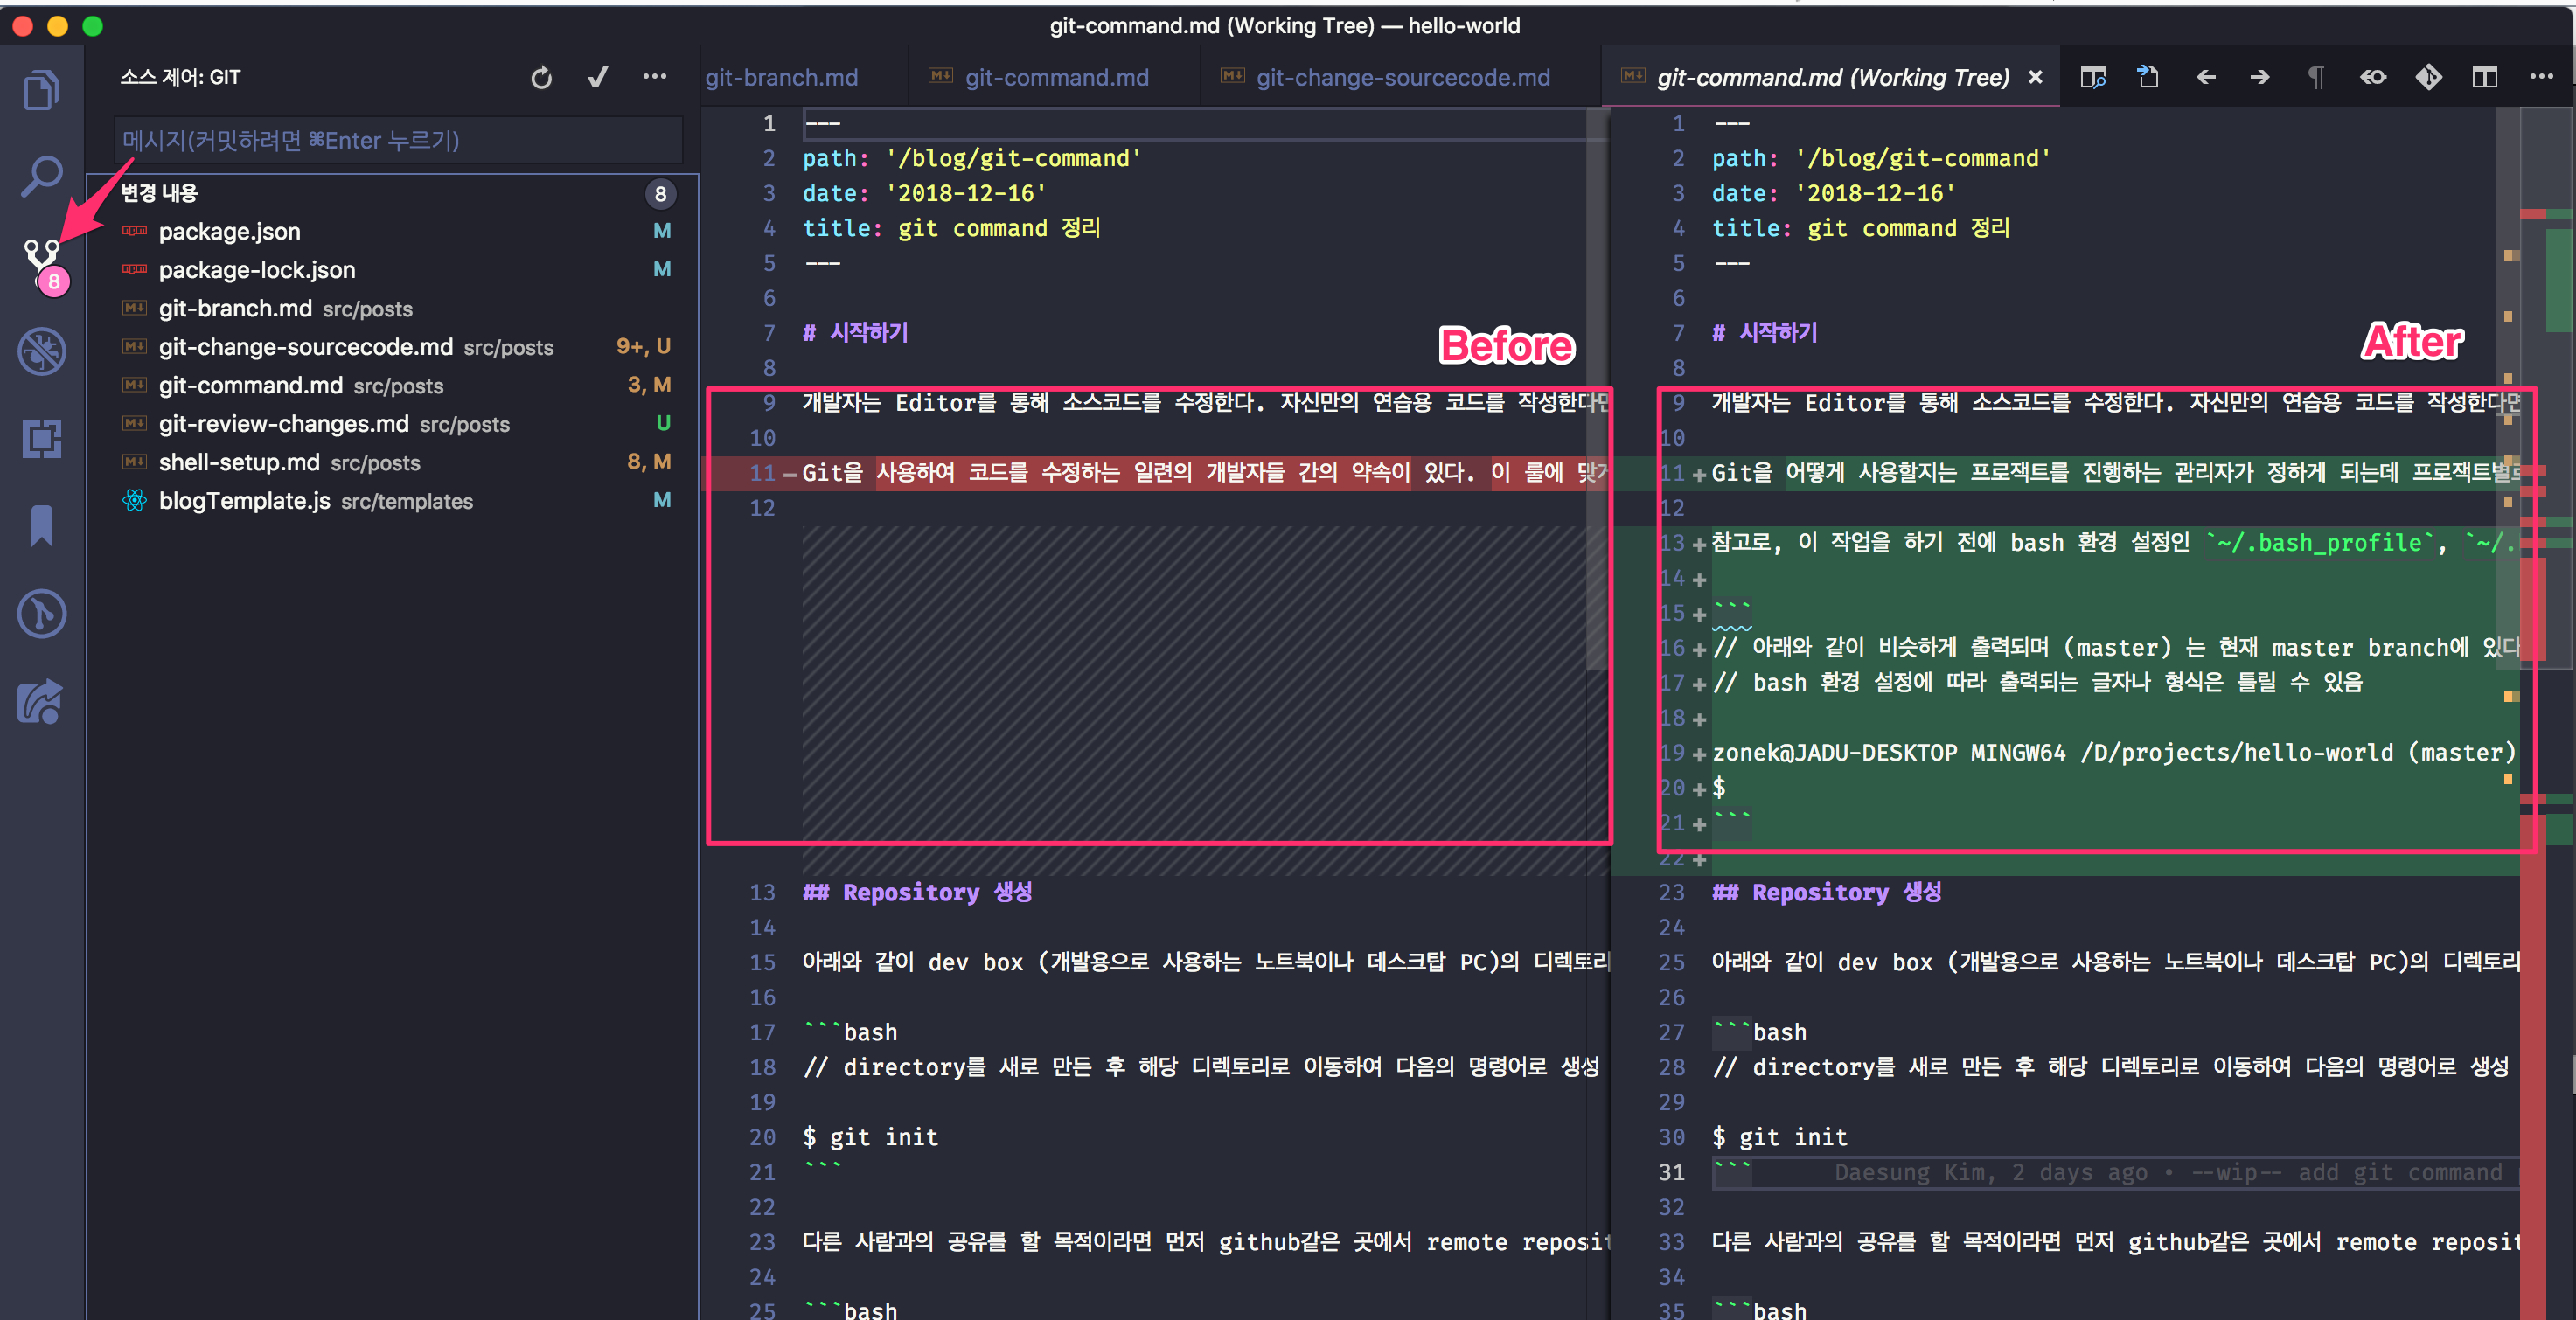 git-command.md (Working Tree) — hello-world
소스 제어: GIT
git-branch.md
git-command.md
git-change-sourcecode.md
git-command.md (Working Tree)
메시지(커밋하려면 ⌘Enter 누르기)
변경 내용 8
package.json M
package-lock.json M
git-branch.md src/posts
git-change-sourcecode.md src/posts 9+, U
git-command.md src/posts 3, M
git-review-changes.md src/posts U
shell-setup.md src/posts 8, M
blogTemplate.js src/templates M
8
Before
1 ---
2 path: '/blog/git-command'
3 date: '2018-12-16'
4 title: git command 정리
5 ---
6
7 # 시작하기
8
9 개발자는 Editor를 통해 소스코드를 수정한다. 자신만의 연습용 코드를 작성한다면
10
11 — Git을 사용하여 코드를 수정하는 일련의 개발자들 간의 약속이 있다. 이 룰에 맞게
12
13 ## Repository 생성
14
15 아래와 같이 dev box (개발용으로 사용하는 노트북이나 데스크탑 PC)의 디렉토리
16
17 ```bash
18 // directory를 새로 만든 후 해당 디렉토리로 이동하여 다음의 명령어로 생성
19
20 $ git init
21 ```
22
23 다른 사람과의 공유를 할 목적이라면 먼저 github같은 곳에서 remote reposit
24
25 ```bash
After
1 ---
2 path: '/blog/git-command'
3 date: '2018-12-16'
4 title: git command 정리
5 ---
6
7 # 시작하기
8
9 개발자는 Editor를 통해 소스코드를 수정한다. 자신만의 연습용 코드를 작성한다면
10
11 + Git을 어떻게 사용할지는 프로잭트를 진행하는 관리자가 정하게 되는데 프로잭트별로
12
13 + 참고로, 이 작업을 하기 전에 bash 환경 설정인 `~/.bash_profile`, `~/.
14 +
15 + ```
16 + // 아래와 같이 비슷하게 출력되며 (master) 는 현재 master branch에 있다
17 + // bash 환경 설정에 따라 출력되는 글자나 형식은 틀릴 수 있음
18 +
19 + zonek@JADU-DESKTOP MINGW64 /D/projects/hello-world (master)
20 + $
21 + ```
22 +
23 ## Repository 생성
24
25 아래와 같이 dev box (개발용으로 사용하는 노트북이나 데스크탑 PC)의 디렉토리
26
27 ```bash
28 // directory를 새로 만든 후 해당 디렉토리로 이동하여 다음의 명령어로 생성
29
30 $ git init
31 ``` Daesung Kim, 2 days ago • --wip-- add git command
32
33 다른 사람과의 공유를 할 목적이라면 먼저 github같은 곳에서 remote reposit
34
35 ```bash